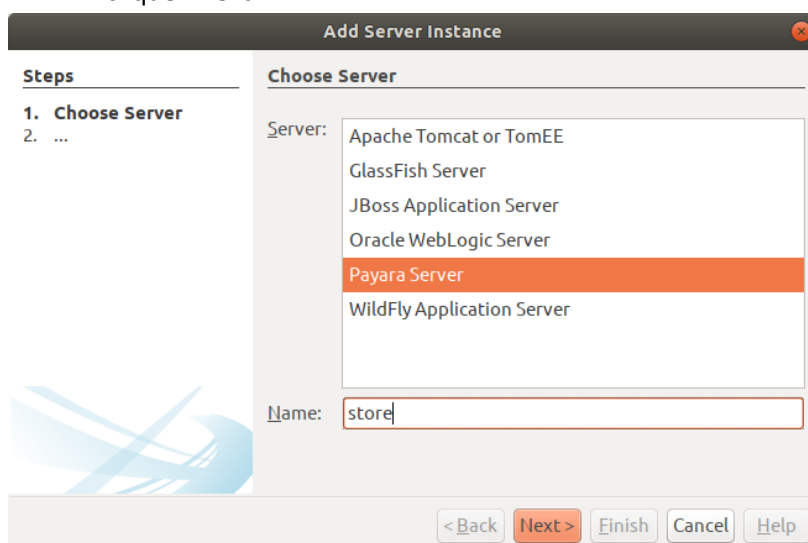 Add Server Instance
Steps
1. Choose Server
2. ...
Choose Server
Server:
Apache Tomcat or TomEE
GlassFish Server
JBoss Application Server
Oracle WebLogic Server
Payara Server
WildFly Application Server
Name: store
< Back Next > Finish Cancel Help